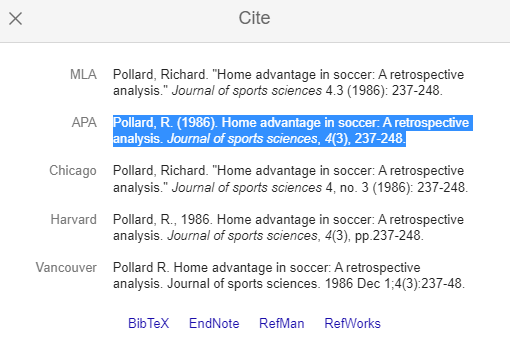 Cite
MLA Pollard, Richard. "Home advantage in soccer: A retrospective
analysis." Journal of sports sciences 4.3 (1986): 237-248.
APA Pollard, R. (1986). Home advantage in soccer: A retrospective
analysis. Journal of sports sciences, 4(3), 237-248.
Chicago Pollard, Richard. "Home advantage in soccer: A retrospective
analysis." Journal of sports sciences 4, no. 3 (1986): 237-248.
Harvard Pollard, R., 1986. Home advantage in soccer: A retrospective
analysis. Journal of sports sciences, 4(3), pp.237-248.
Vancouver Pollard R. Home advantage in soccer: A retrospective
analysis. Journal of sports sciences. 1986 Dec 1;4(3):237-48.
BibTeX EndNote RefMan RefWorks